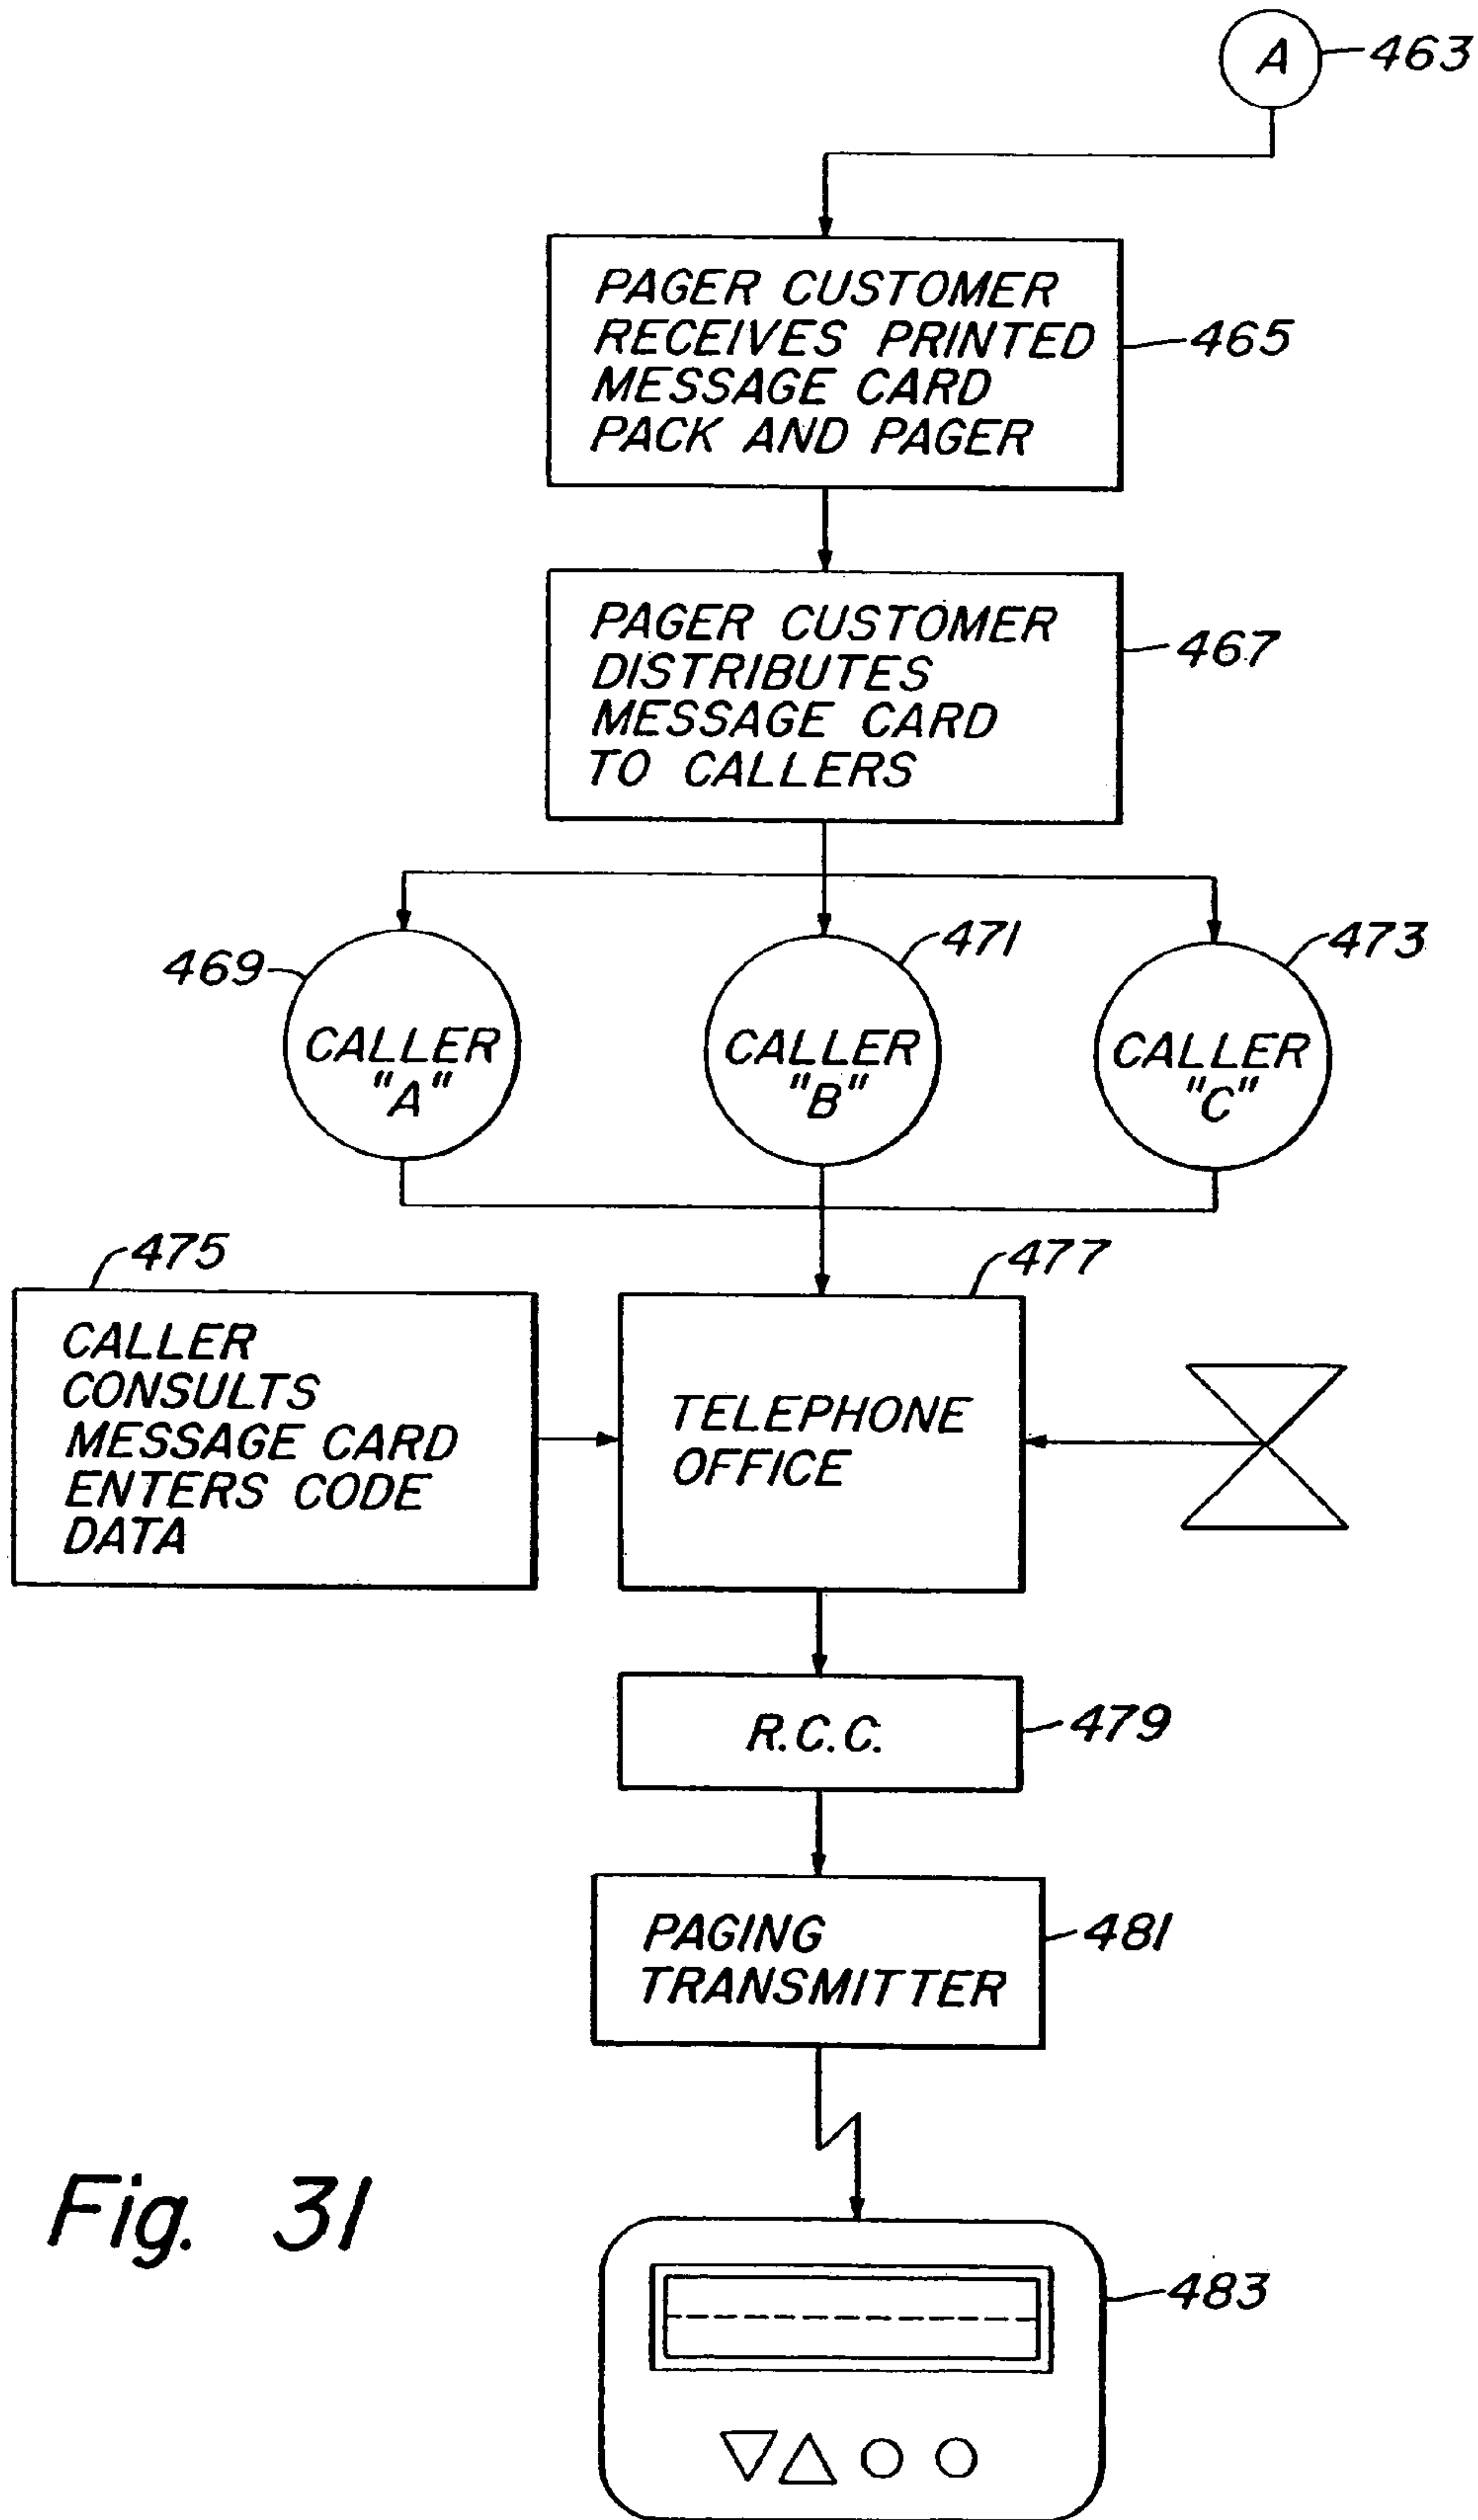 A
463
PAGER CUSTOMER
RECEIVES PRINTED
MESSAGE CARD
PACK AND PAGER
465
PAGER CUSTOMER
DISTRIBUTES
MESSAGE CARD
TO CALLERS
467
469
471
473
CALLER
"A"
CALLER
"B"
CALLER
"C"
475
477
CALLER
CONSULTS
MESSAGE CARD
ENTERS CODE
DATA
TELEPHONE
OFFICE
R.C.C.
479
PAGING
TRANSMITTER
481
Fig. 31
483